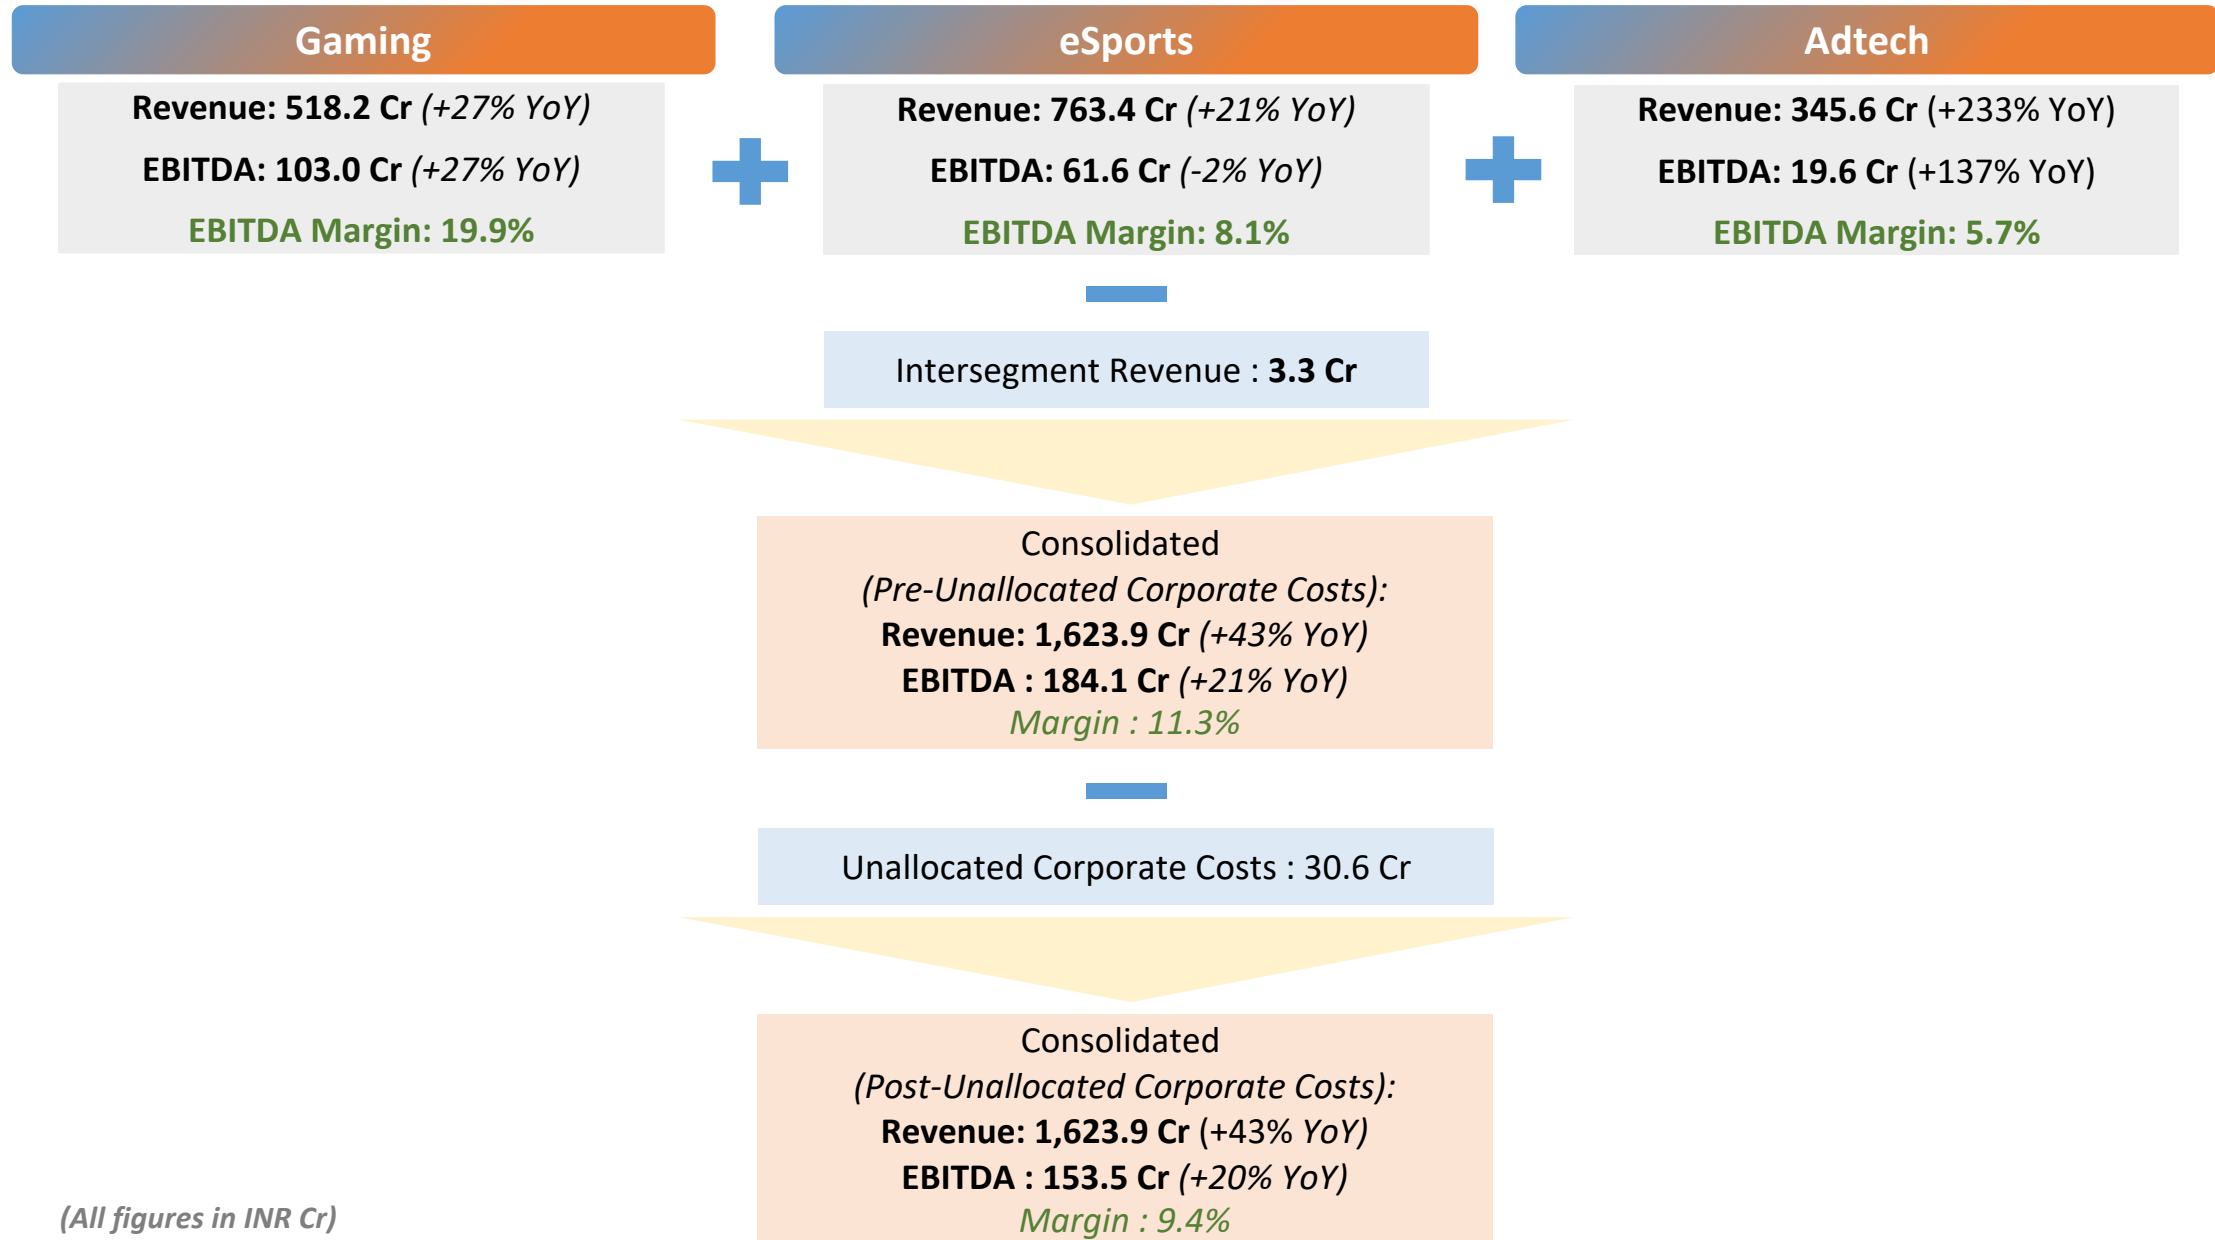 Gaming
Revenue: 518.2 Cr (+27% YoY)
EBITDA: 103.0 Cr (+27% YoY)
EBITDA Margin: 19.9%
eSports
Revenue: 763.4 Cr (+21% YoY)
EBITDA: 61.6 Cr (-2% YoY)
EBITDA Margin: 8.1%
Adtech
Revenue: 345.6 Cr (+233% YoY)
EBITDA: 19.6 Cr (+137% YoY)
EBITDA Margin: 5.7%
Intersegment Revenue : 3.3 Cr
Consolidated
(Pre-Unallocated Corporate Costs):
Revenue: 1,623.9 Cr (+43% YoY)
EBITDA : 184.1 Cr (+21% YoY)
Margin : 11.3%
Unallocated Corporate Costs : 30.6 Cr
Consolidated
(Post-Unallocated Corporate Costs):
Revenue: 1,623.9 Cr (+43% YoY)
EBITDA : 153.5 Cr (+20% YoY)
Margin : 9.4%
(All figures in INR Cr)